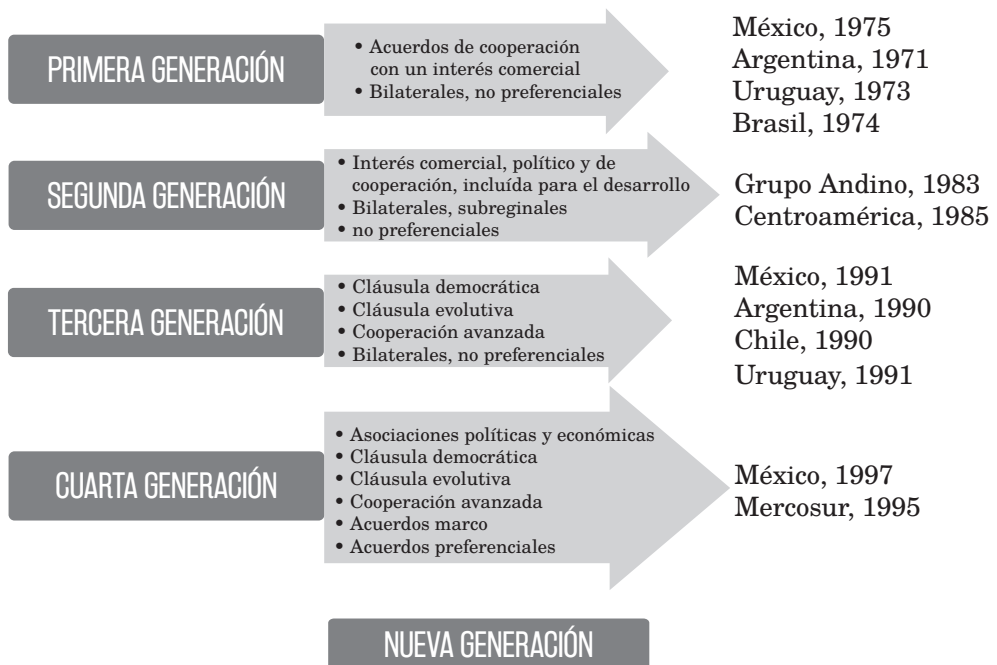 PRIMERA GENERACIÓN
• Acuerdos de cooperación
con un interés comercial
• Bilaterales, no preferenciales
México, 1975
Argentina, 1971
Uruguay, 1973
Brasil, 1974
SEGUNDA GENERACIÓN
• Interés comercial, político y de
cooperación, incluída para el desarrollo
• Bilaterales, subreginales
• no preferenciales
Grupo Andino, 1983
Centroamérica, 1985
TERCERA GENERACIÓN
• Cláusula democrática
• Cláusula evolutiva
• Cooperación avanzada
• Bilaterales, no preferenciales
México, 1991
Argentina, 1990
Chile, 1990
Uruguay, 1991
CUARTA GENERACIÓN
• Asociaciones políticas y económicas
• Cláusula democrática
• Cláusula evolutiva
• Cooperación avanzada
• Acuerdos marco
• Acuerdos preferenciales
México, 1997
Mercosur, 1995
NUEVA GENERACIÓN